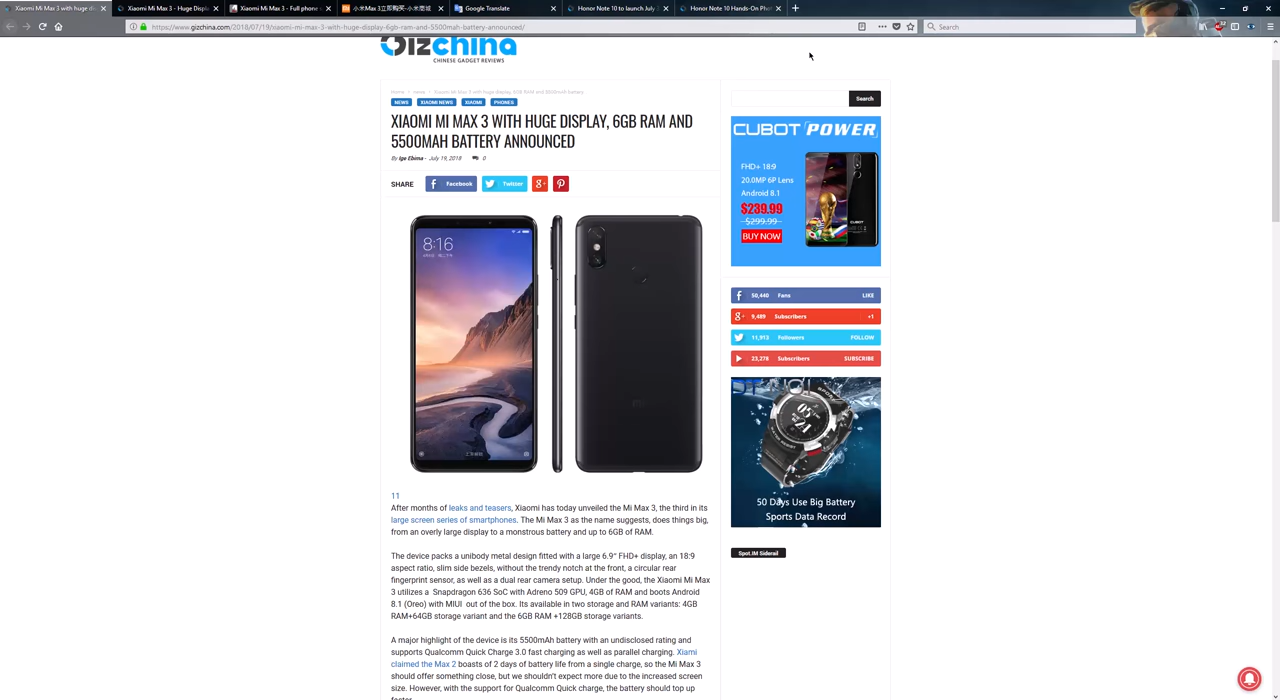 Xiaomi Mi Max 3 with huge dis
Xiaomi Mi Max 3 - Huge Displ
Xiaomi Mi Max 3 - Full phone s
小米Max 3立即购买-小米商城
Google Translate
Honor Note 10 to launch July
Honor Note 10 Hands-On Pho
https://www.gizchina.com/2018/07/19/xiaomi-mi-max-3-with-huge-display-6gb-ram-and-5500mah-battery-announced/
Search
Gizchina
CHINESE GADGET REVIEWS
Home › News › Xiaomi Mi Max 3 with huge display, 6GB RAM and 5500mAh battery announced
NEWS XIAOMI NEWS XIAOMI PHONES
XIAOMI MI MAX 3 WITH HUGE DISPLAY, 6GB RAM AND
5500MAH BATTERY ANNOUNCED
By Ige Ebima - July 19, 2018 0
SHARE Facebook Twitter
8:16
11
After months of leaks and teasers, Xiaomi has today unveiled the Mi Max 3, the third in its
large screen series of smartphones. The Mi Max 3 as the name suggests, does things big,
from an overly large display to a monstrous battery and up to 6GB of RAM.
The device packs a unibody metal design fitted with a large 6.9″ FHD+ display, an 18:9
aspect ratio, slim side bezels, without the trendy notch at the front, a circular rear
fingerprint sensor, as well as a dual rear camera setup. Under the good, the Xiaomi Mi Max
3 utilizes a Snapdragon 636 SoC with Adreno 509 GPU, 4GB of RAM and boots Android
8.1 (Oreo) with MIUI out of the box. Its available in two storage and RAM variants: 4GB
RAM+64GB storage variant and the 6GB RAM +128GB storage variants.
A major highlight of the device is its 5500mAh battery with an undisclosed rating and
supports Qualcomm Quick Charge 3.0 fast charging as well as parallel charging. Xiami
claimed the Max 2 boasts of 2 days of battery life from a single charge, so the Mi Max 3
should offer something close, but we shouldn't expect more due to the increased screen
size. However, with the support for Qualcomm Quick charge, the battery should top up
Search
CUBOT POWER
FHD+ 18:9
20.0MP 6P Lens
Android 8.1
$239.99
$299.99
BUY NOW
50,440 Fans LIKE
9,489 Subscribers +1
11,913 Followers FOLLOW
23,278 Subscribers SUBSCRIBE
50 Days Use Big Battery
Sports Data Record
Spot.IM Siderail